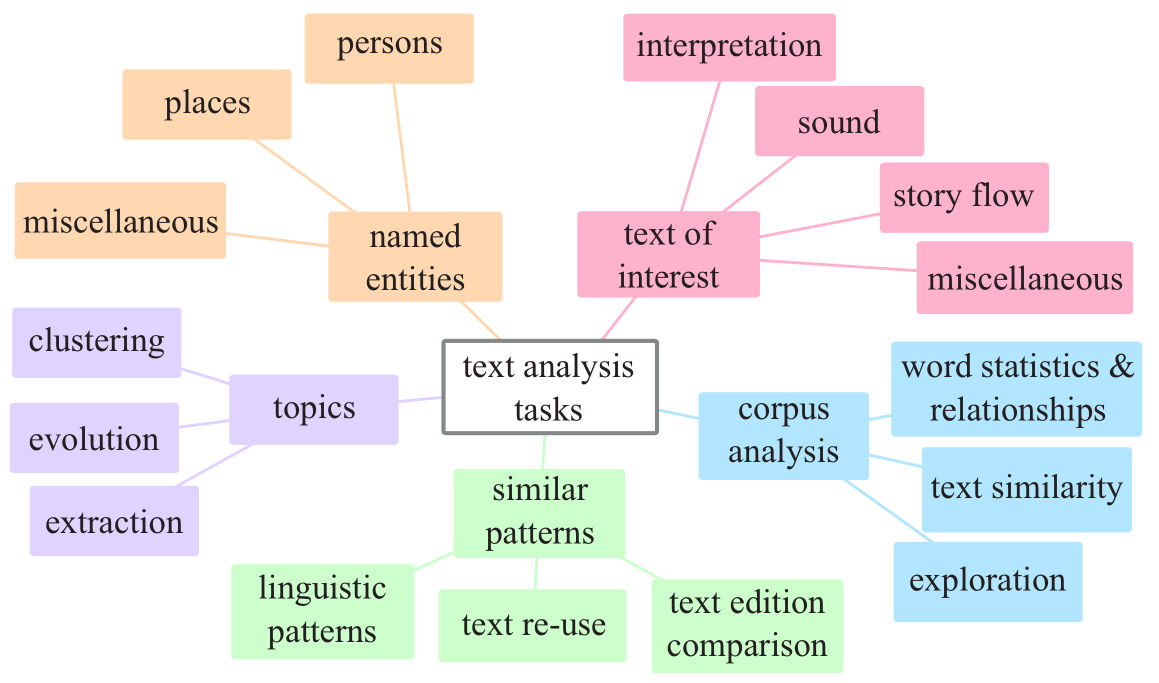 persons
places
miscellaneous
named
entities
interpretation
sound
story flow
miscellaneous
text of
interest
text analysis
tasks
clustering
evolution
extraction
topics
corpus
analysis
word statistics &
relationships
text similarity
exploration
similar
patterns
linguistic
patterns
text re-use
text edition
comparison